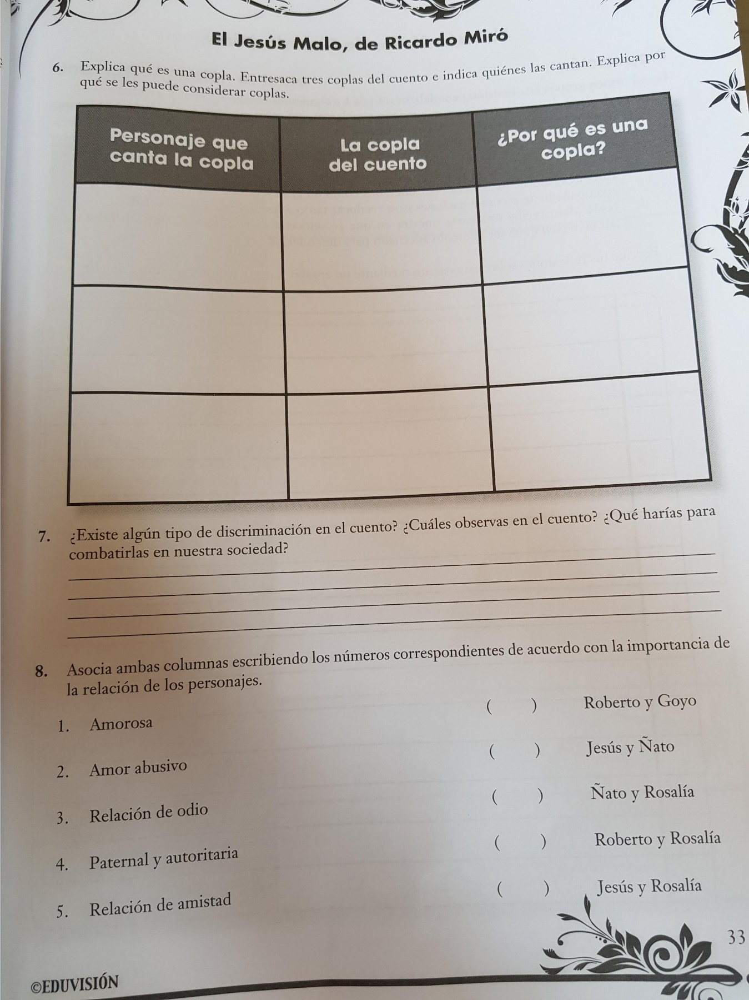 El Jesús Malo, de Ricardo Miró
6. Explica qué es una copla. Entresaca tres coplas del cuento e indica quiénes las cantan. Explica por
qué se les puede considerar coplas.
Personaje que
canta la copla
La copla
del cuento
¿Por qué es una
copla?
7. ¿Existe algún tipo de discriminación en el cuento? ¿Cuáles observas en el cuento? ¿Qué harías para
combatirlas en nuestra sociedad?
8. Asocia ambas columnas escribiendo los números correspondientes de acuerdo con la importancia de
la relación de los personajes.
1. Amorosa ( ) Roberto y Goyo
2. Amor abusivo ( ) Jesús y Ñato
3. Relación de odio ( ) Ñato y Rosalía
4. Paternal y autoritaria ( ) Roberto y Rosalía
5. Relación de amistad ( ) Jesús y Rosalía
33
©EDUVISIÓN